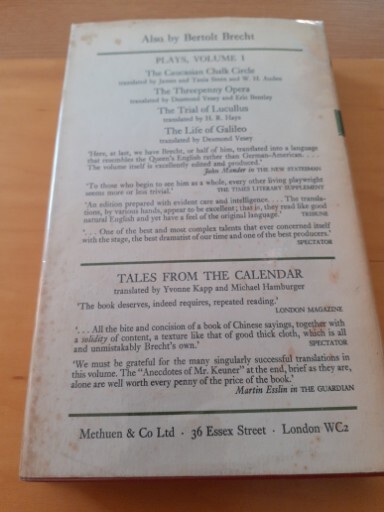 Also by Bertolt Brecht
PLAYS, VOLUME I
The Caucasian Chalk Circle
translated by James and Tania Stern and W. H. Auden
The Threepenny Opera
translated by Desmond Vesey and Eric Bentley
The Trial of Lucullus
translated by H. R. Hays
The Life of Galileo
translated by Desmond Vesey
'Here, at last, we have Brecht, or half of him, translated into a language
that resembles the Queen's English rather than German-American. . . .
The volume itself is excellently edited and produced.'
John Mander in THE NEW STATESMAN
'To those who begin to see him as a whole, every other living playwright
seems more or less trivial.' THE TIMES LITERARY SUPPLEMENT
'An edition prepared with evident care and intelligence. . . . The transla-
tions, by various hands, appear to be excellent; that is, they read like good
natural English and yet have a feel of the original language.' TRIBUNE
'. . . One of the best and most complex talents that ever concerned itself
with the stage, the best dramatist of our time and one of the best producers.'
SPECTATOR
TALES FROM THE CALENDAR
translated by Yvonne Kapp and Michael Hamburger
'The book deserves, indeed requires, repeated reading.'
LONDON MAGAZINE
'. . . All the bite and concision of a book of Chinese sayings, together with
a solidity of content, a texture like that of good thick cloth, which is all
and unmistakably Brecht's own.' SPECTATOR
'We must be grateful for the many singularly successful translations in
this volume. The "Anecdotes of Mr. Keuner" at the end, brief as they are,
alone are well worth every penny of the price of the book.'
Martin Esslin in THE GUARDIAN
Methuen & Co Ltd · 36 Essex Street · London WC2